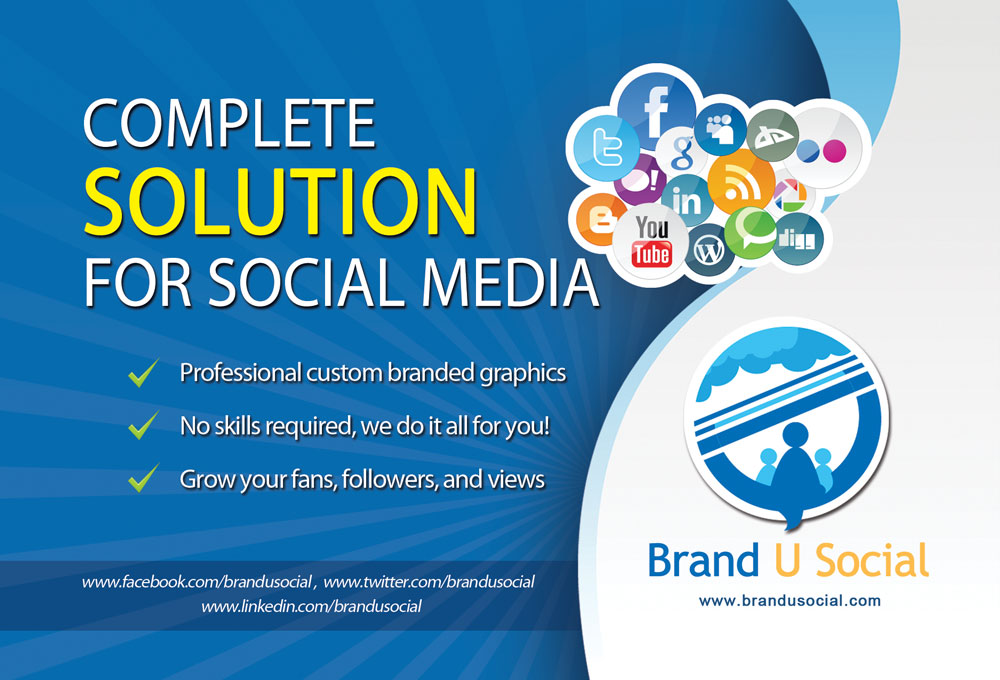 COMPLETE
SOLUTION
FOR SOCIAL MEDIA
Professional custom branded graphics
No skills required, we do it all for you!
Grow your fans, followers, and views
www.facebook.com/brandusocial , www.twitter.com/brandusocial
www.linkedin.com/brandusocial
f
t
g
Y!
in
You
Tube
W
digg
Brand U Social
www.brandusocial.com